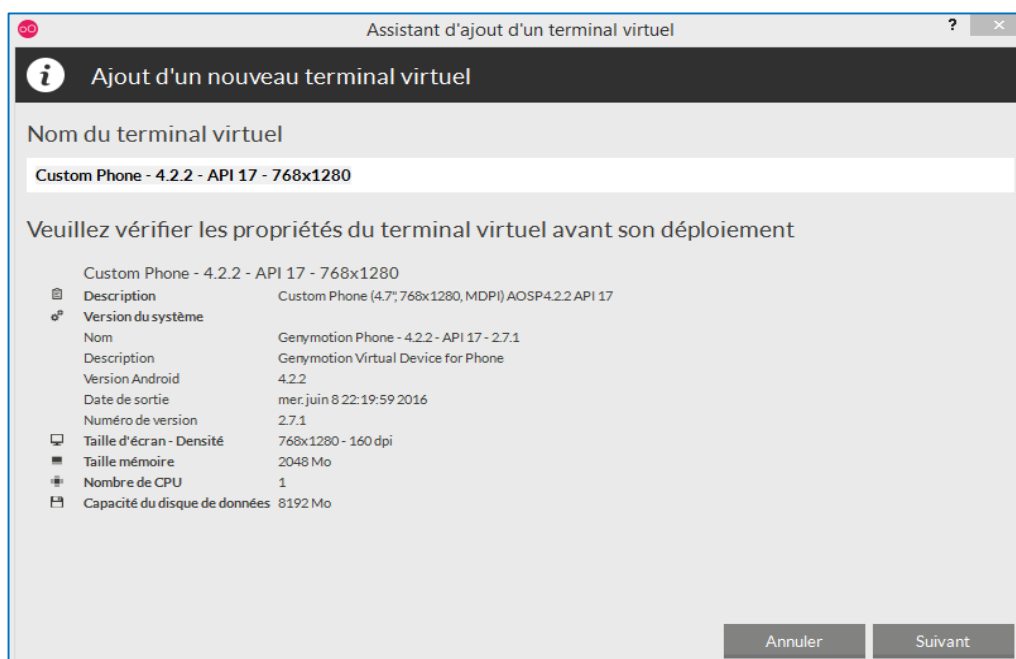 Assistant d'ajout d'un terminal virtuel ?
Ajout d'un nouveau terminal virtuel
Nom du terminal virtuel
Custom Phone - 4.2.2 - API 17 - 768x1280
Veuillez vérifier les propriétés du terminal virtuel avant son déploiement
Custom Phone - 4.2.2 - API 17 - 768x1280
Description Custom Phone (4.7", 768x1280, MDPI) AOSP4.2.2 API 17
Version du système
Nom Genymotion Phone - 4.2.2 - API 17 - 2.7.1
Description Genymotion Virtual Device for Phone
Version Android 4.2.2
Date de sortie mer. juin 8 22:19:59 2016
Numéro de version 2.7.1
Taille d'écran - Densité 768x1280 - 160 dpi
Taille mémoire 2048 Mo
Nombre de CPU 1
Capacité du disque de données 8192 Mo
Annuler Suivant